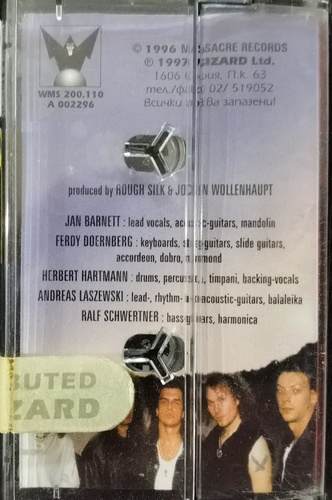 © 1996 MASSACRE RECORDS
℗ 1997 WIZARD Ltd.
1606 София, П.к. 63
тел./факс 02/ 519052
Всички права запазени!
WMS 200.110
A 002296
produced by ROUGH SILK & JOCHEN WOLLENHAUPT
JAN BARNETT : lead vocals, acoustic-guitars, mandolin
FERDY DOERNBERG : keyboards, steel-guitars, slide guitars,
accordeon, dobro,
HERBERT HARTMANN : drums, percussion, timpani, backing-vocals
ANDREAS LASZEWSKI : lead-, rhythm- acoustic-guitars, balaleika
RALF SCHWERTNER : bass-guitars, harmonica
BUTED
ZARD